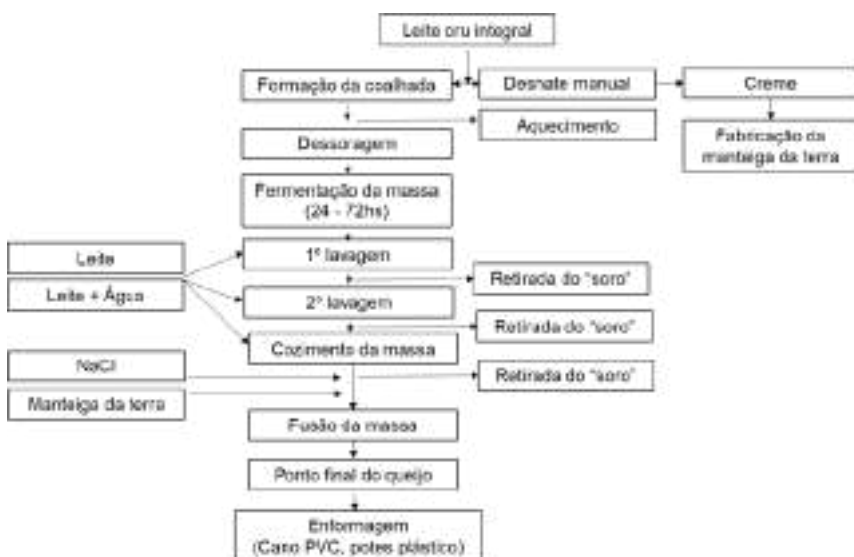 Leite cru integral
Formação da coalhada
Desnate manual
Creme
Aquecimento
Dessoragem
Fabricação da
manteiga da terra
Fermentação da massa
(24 - 72hs)
Leite
1º lavagem
Leite + Água
2º lavagem
Retirada do "soro"
Retirada do "soro"
Cozimento da massa
NaCl
Retirada do "soro"
Manteiga da terra
Fusão da massa
Ponto final do queijo
Enformagem
(Cano PVC, potes plástico)